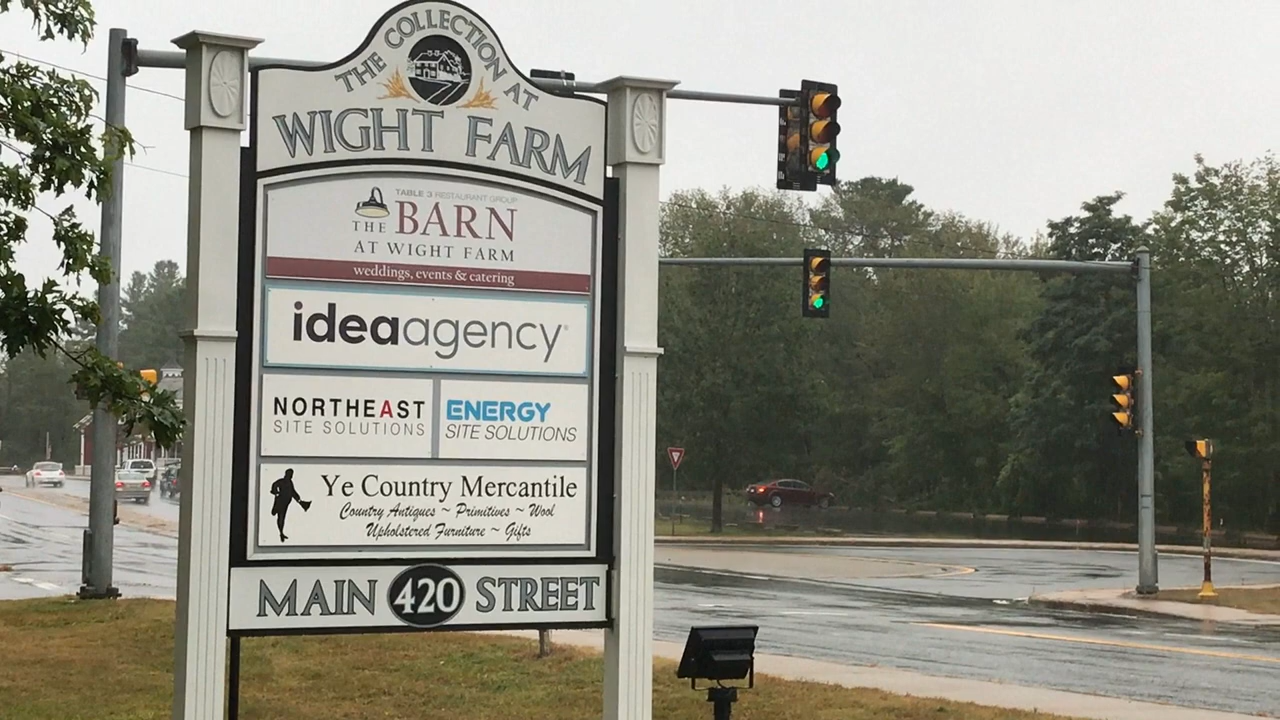 THE COLLECTION AT
WIGHT FARM
TABLE 3 RESTAURANT GROUP
THE BARN
AT WIGHT FARM
weddings, events & catering
ideaagency
NORTHEAST
SITE SOLUTIONS
ENERGY
SITE SOLUTIONS
Ye Country Mercantile
Country Antiques ~ Primitives ~ Wool
Upholstered Furniture ~ Gifts
MAIN 420 STREET